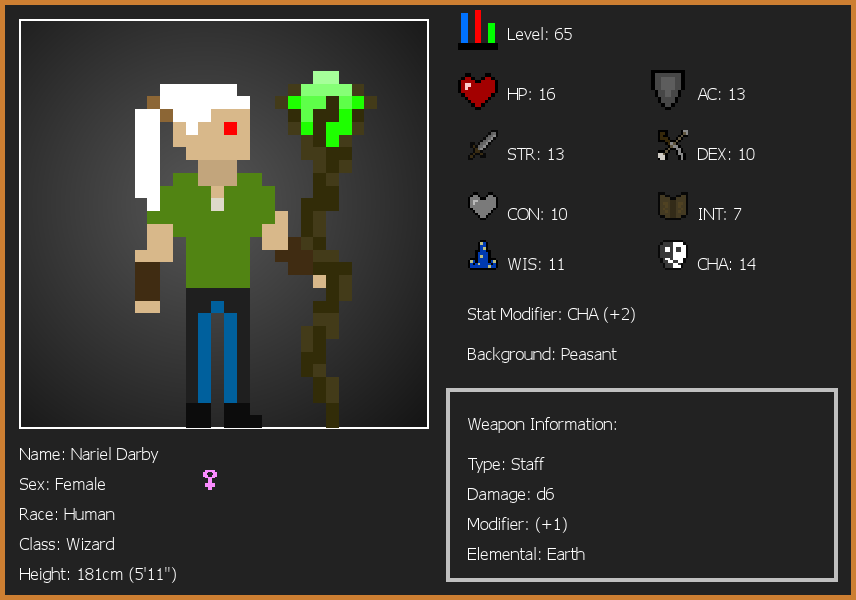 Level: 65
HP: 16
AC: 13
STR: 13
DEX: 10
CON: 10
INT: 7
WIS: 11
CHA: 14
Stat Modifier: CHA (+2)
Background: Peasant
Weapon Information:
Type: Staff
Damage: d6
Modifier: (+1)
Elemental: Earth
Name: Nariel Darby
Sex: Female
Race: Human
Class: Wizard
Height: 181cm (5'11")